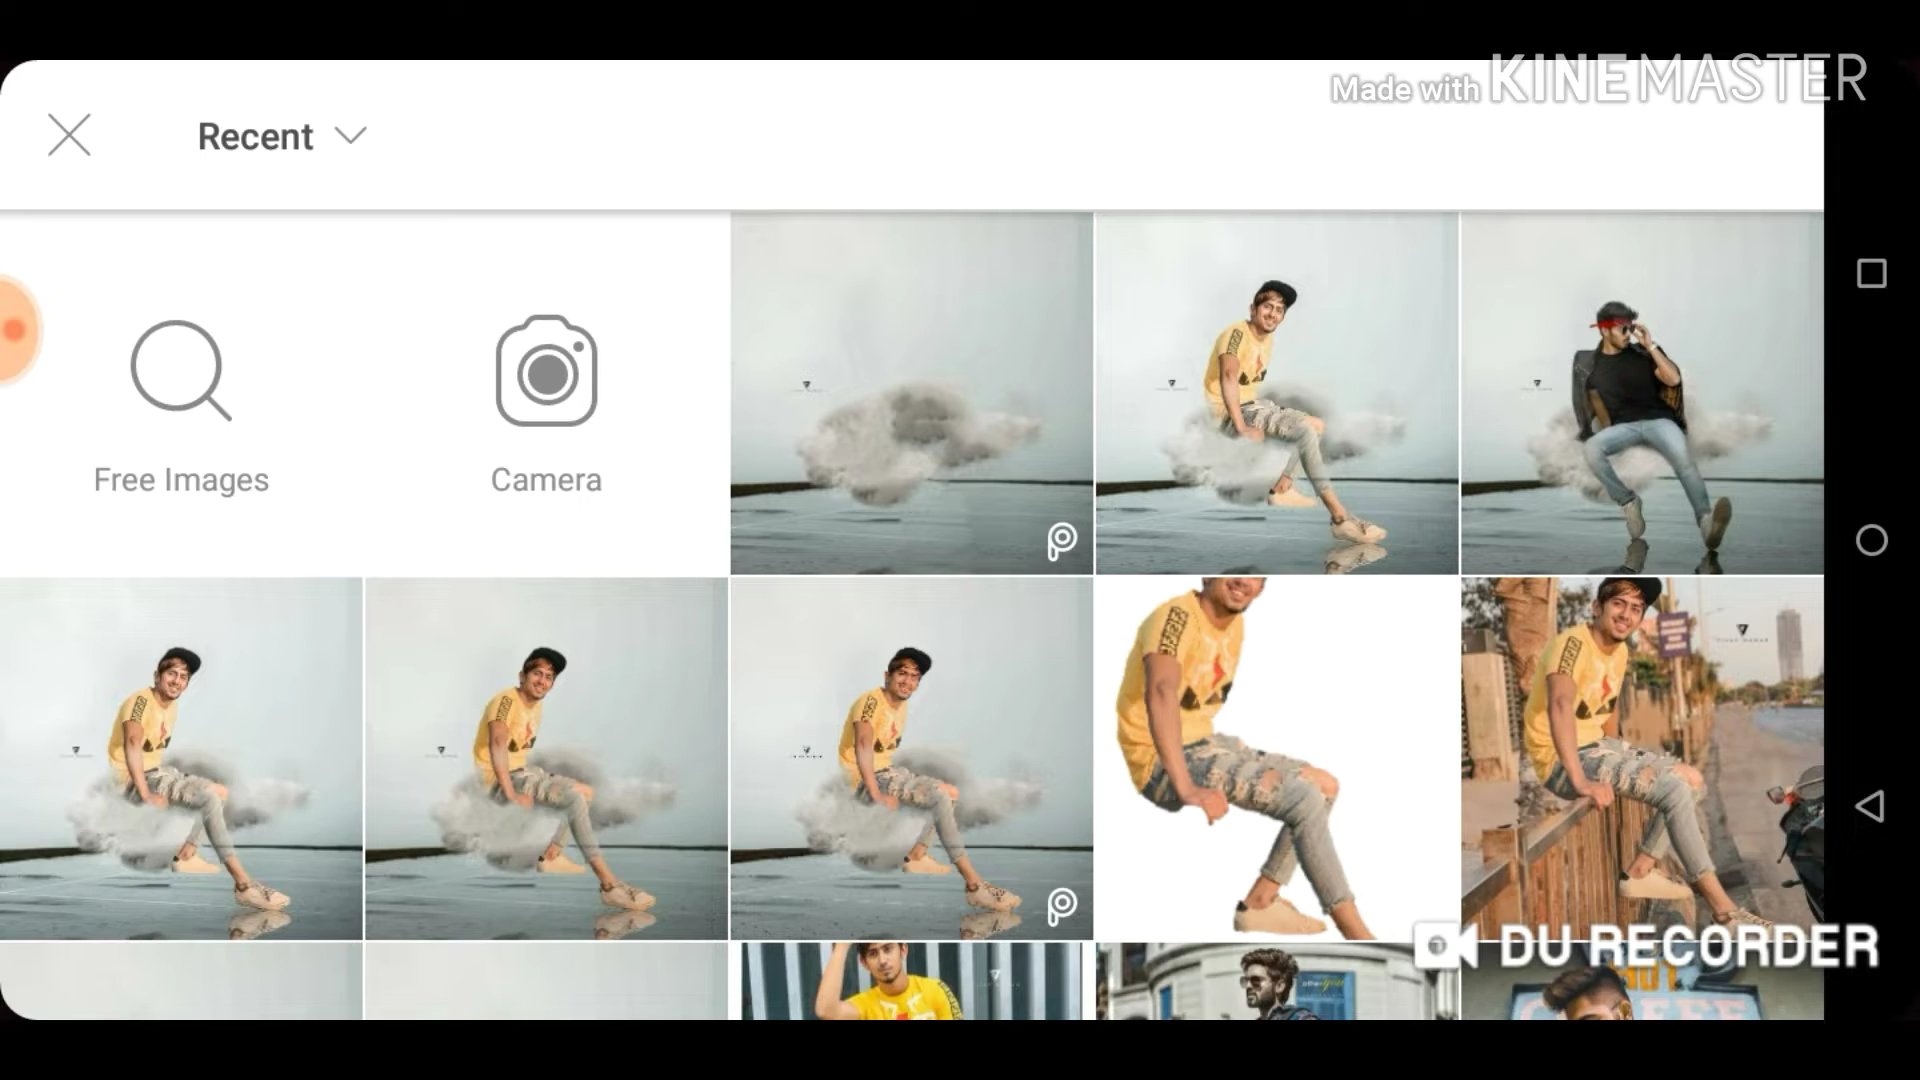 Made with KINEMASTER
Recent
Free Images
Camera
DU RECORDER